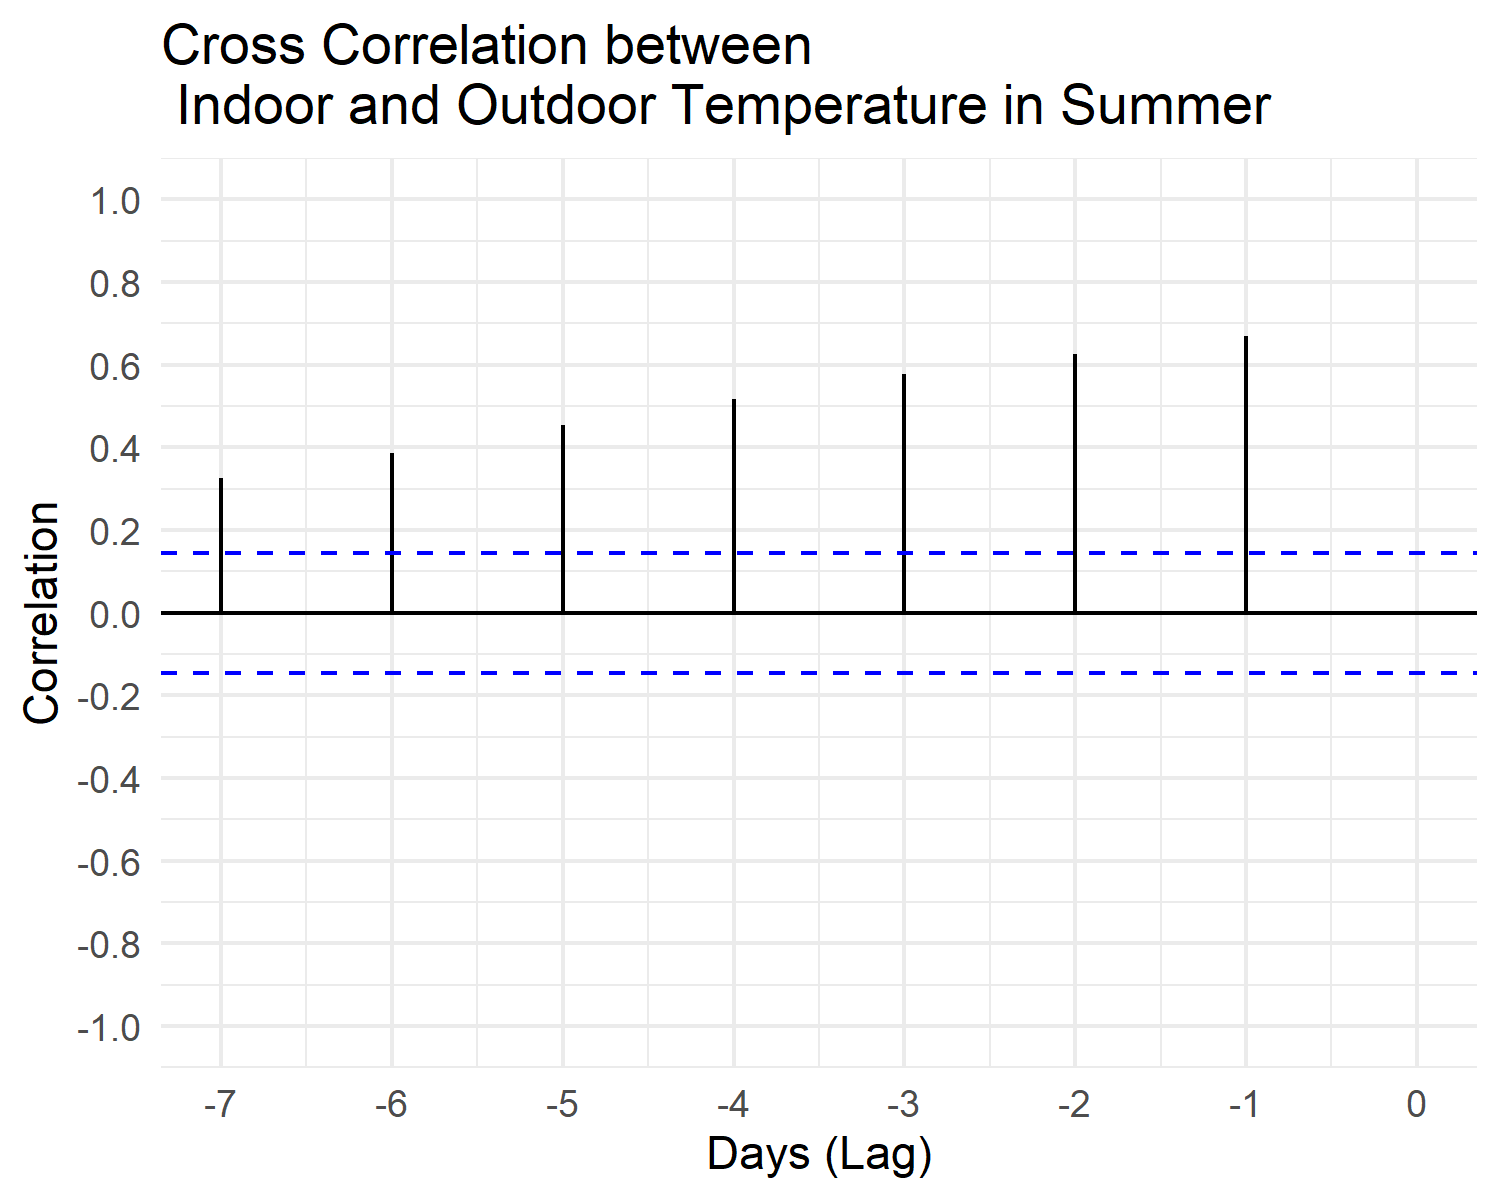 Cross Correlation between
Indoor and Outdoor Temperature in Summer
1.0
0.8
0.6
0.4
0.2
0.0
-0.2
-0.4
-0.6
-0.8
-1.0
Correlation
-7 -6 -5 -4 -3 -2 -1 0
Days (Lag)